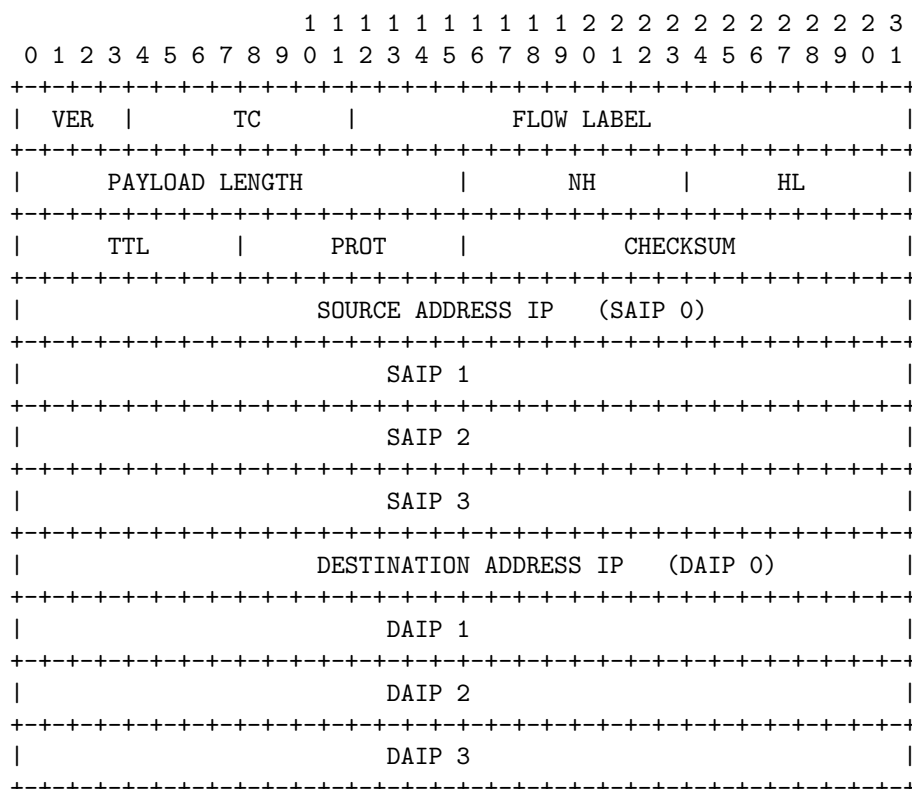 1 1 1 1 1 1 1 1 1 1 2 2 2 2 2 2 2 2 2 2 3
0 1 2 3 4 5 6 7 8 9 0 1 2 3 4 5 6 7 8 9 0 1 2 3 4 5 6 7 8 9 0 1
+-+-+-+-+-+-+-+-+-+-+-+-+-+-+-+-+-+-+-+-+-+-+-+-+-+-+-+-+-+-+-+-+
| VER | TC | FLOW LABEL |
+-+-+-+-+-+-+-+-+-+-+-+-+-+-+-+-+-+-+-+-+-+-+-+-+-+-+-+-+-+-+-+-+
| PAYLOAD LENGTH | NH | HL |
+-+-+-+-+-+-+-+-+-+-+-+-+-+-+-+-+-+-+-+-+-+-+-+-+-+-+-+-+-+-+-+-+
| TTL | PROT | CHECKSUM |
+-+-+-+-+-+-+-+-+-+-+-+-+-+-+-+-+-+-+-+-+-+-+-+-+-+-+-+-+-+-+-+-+
| SOURCE ADDRESS IP (SAIP 0) |
+-+-+-+-+-+-+-+-+-+-+-+-+-+-+-+-+-+-+-+-+-+-+-+-+-+-+-+-+-+-+-+-+
| SAIP 1 |
+-+-+-+-+-+-+-+-+-+-+-+-+-+-+-+-+-+-+-+-+-+-+-+-+-+-+-+-+-+-+-+-+
| SAIP 2 |
+-+-+-+-+-+-+-+-+-+-+-+-+-+-+-+-+-+-+-+-+-+-+-+-+-+-+-+-+-+-+-+-+
| SAIP 3 |
+-+-+-+-+-+-+-+-+-+-+-+-+-+-+-+-+-+-+-+-+-+-+-+-+-+-+-+-+-+-+-+-+
| DESTINATION ADDRESS IP (DAIP 0) |
+-+-+-+-+-+-+-+-+-+-+-+-+-+-+-+-+-+-+-+-+-+-+-+-+-+-+-+-+-+-+-+-+
| DAIP 1 |
+-+-+-+-+-+-+-+-+-+-+-+-+-+-+-+-+-+-+-+-+-+-+-+-+-+-+-+-+-+-+-+-+
| DAIP 2 |
+-+-+-+-+-+-+-+-+-+-+-+-+-+-+-+-+-+-+-+-+-+-+-+-+-+-+-+-+-+-+-+-+
| DAIP 3 |
+-+-+-+-+-+-+-+-+-+-+-+-+-+-+-+-+-+-+-+-+-+-+-+-+-+-+-+-+-+-+-+-+